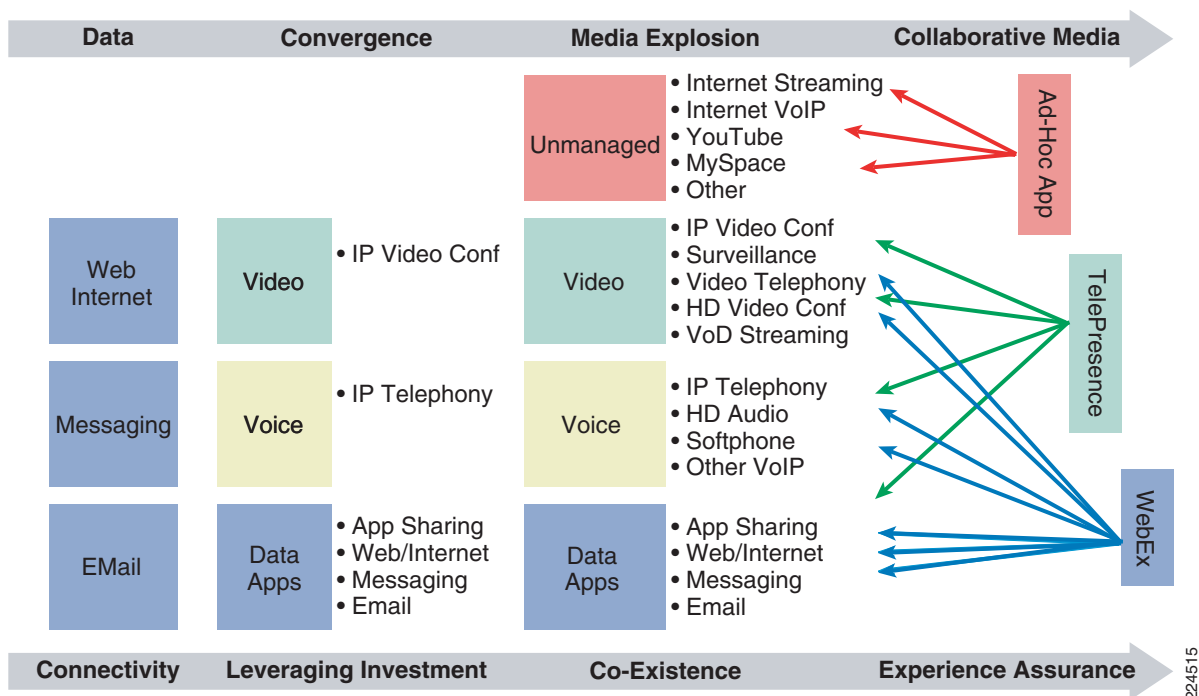 Data
Convergence
Media Explosion
Collaborative Media
Unmanaged
• Internet Streaming
• Internet VoIP
• YouTube
• MySpace
• Other
Ad-Hoc App
Web
Internet
Video
• IP Video Conf
Video
• IP Video Conf
• Surveillance
• Video Telephony
• HD Video Conf
• VoD Streaming
TelePresence
Messaging
Voice
• IP Telephony
Voice
• IP Telephony
• HD Audio
• Softphone
• Other VoIP
EMail
Data
Apps
• App Sharing
• Web/Internet
• Messaging
• Email
Data
Apps
• App Sharing
• Web/Internet
• Messaging
• Email
WebEx
Connectivity
Leveraging Investment
Co-Existence
Experience Assurance
224515